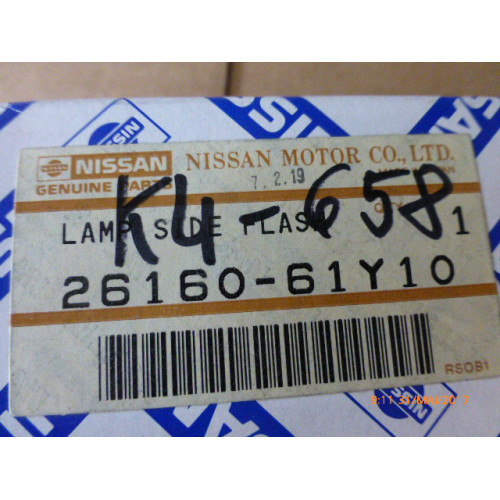 NISSAN NISSAN MOTOR CO., LTD.
GENUINE PARTS
7.2.19
K4-658
LAMP SIDE FLASH 1
26160-61Y10
RSOB1